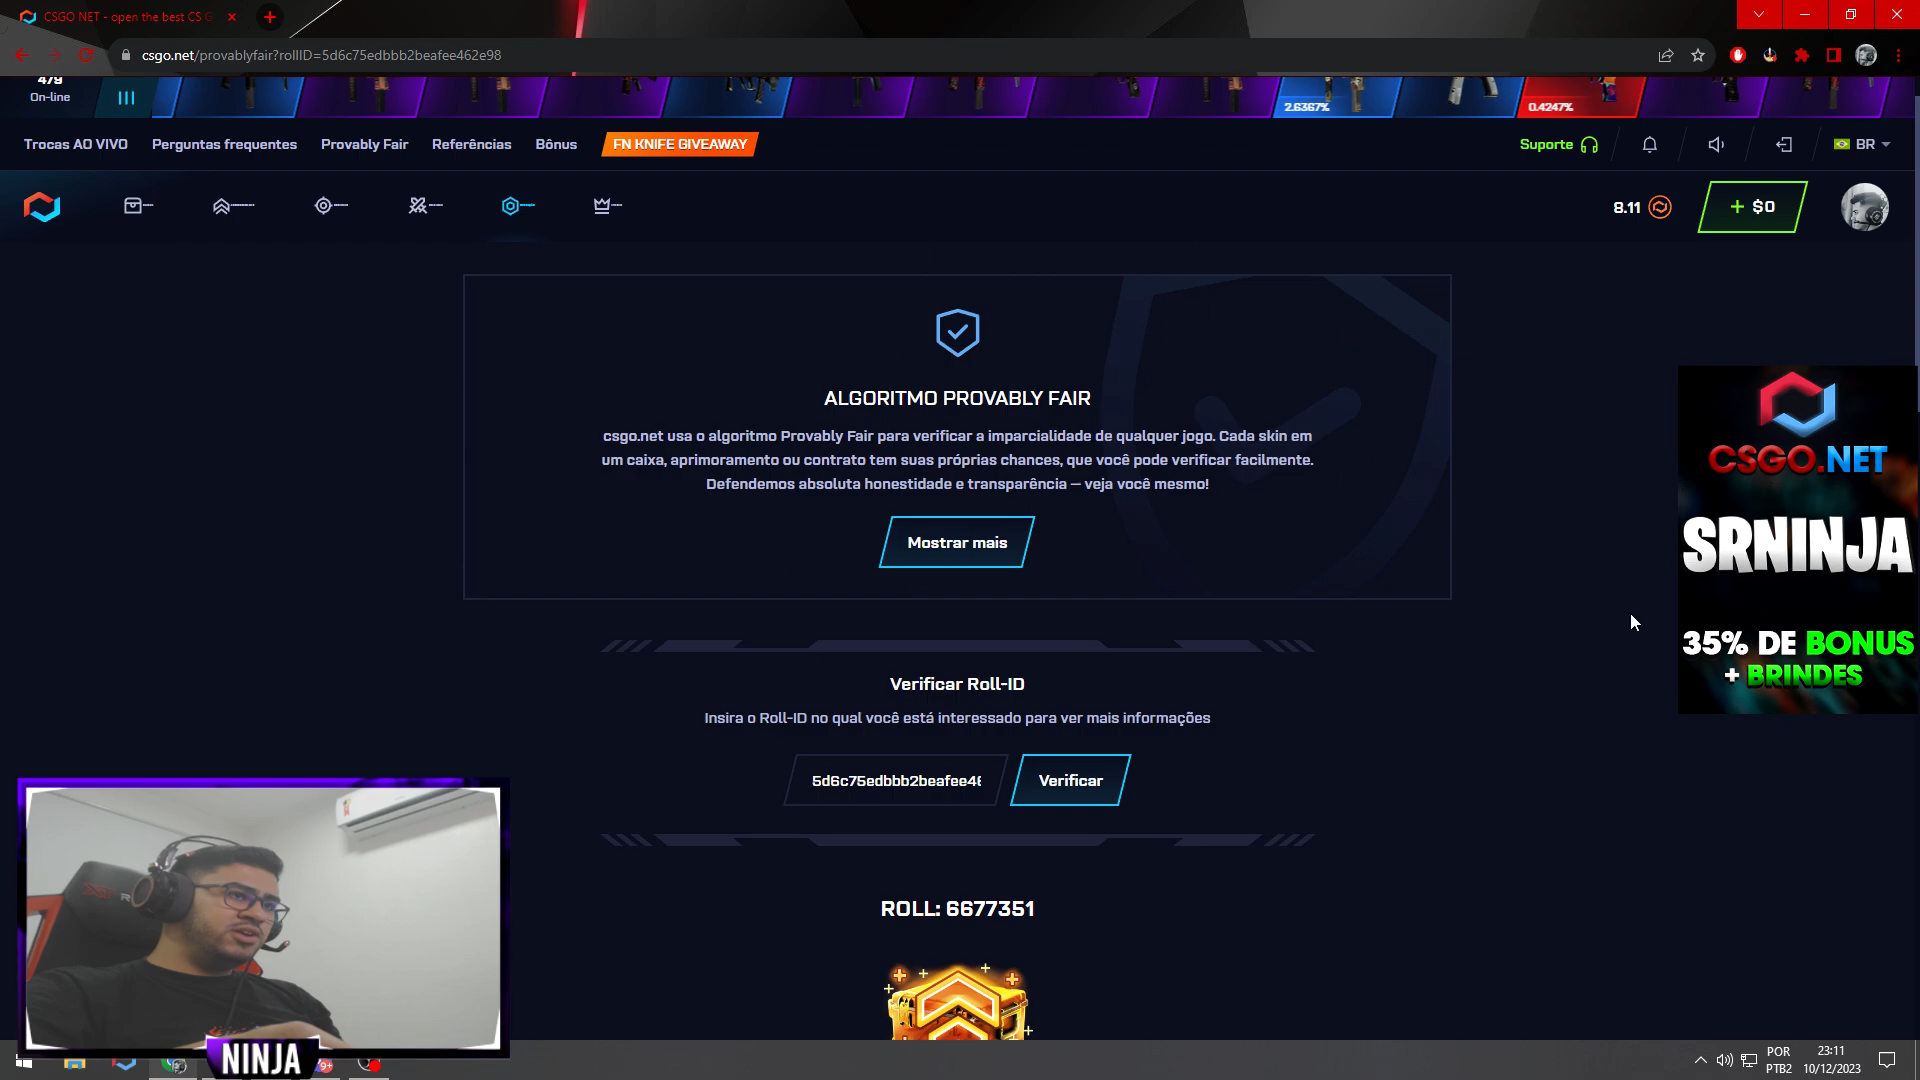 CSGO NET - open the best CS G
csgo.net/provablyfair?rollID=5d6c75edbbb2beafee462e98
479
On-line
2.6367%
0.4247%
Trocas AO VIVO
Perguntas frequentes
Provably Fair
Referências
Bônus
FN KNIFE GIVEAWAY
Suporte
BR
8.11
+ $0
ALGORITMO PROVABLY FAIR
csgo.net usa o algoritmo Provably Fair para verificar a imparcialidade de qualquer jogo. Cada skin em
um caixa, aprimoramento ou contrato tem suas próprias chances, que você pode verificar facilmente.
Defendemos absoluta honestidade e transparência — veja você mesmo!
Mostrar mais
CSGO.NET
SRNINJA
35% DE BONUS
+ BRINDES
Verificar Roll-ID
Insira o Roll-ID no qual você está interessado para ver mais informações
5d6c75edbbb2beafee4
Verificar
ROLL: 6677351
NINJA
9+
POR
PTB2
23:11
10/12/2023